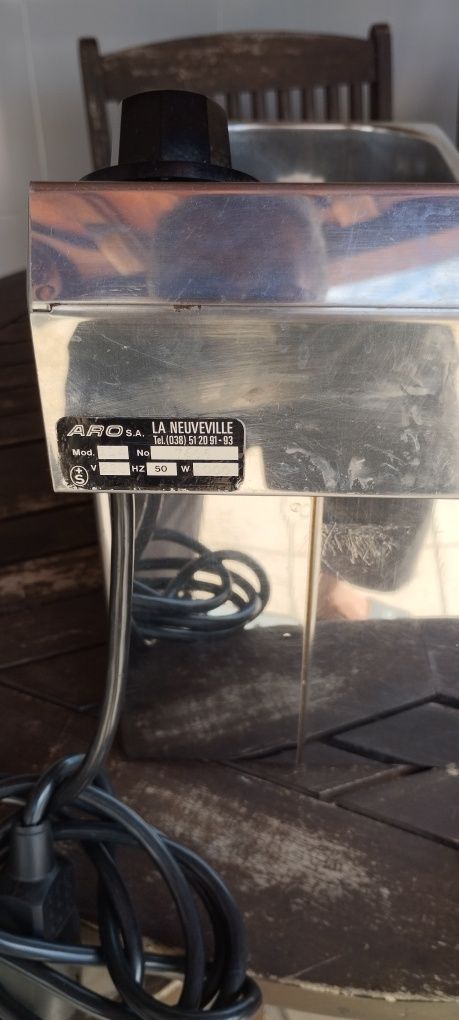 ARO S.A. LA NEUVEVILLE
Tel. (038) 51 20 91-93
Mod. No
V HZ 50 W
+S